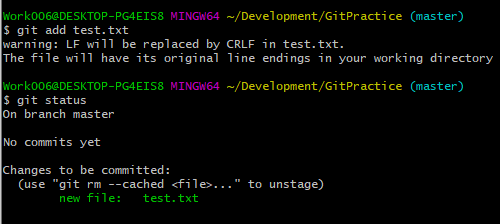 Work006@DESKTOP-PG4EIS8 MINGW64 ~/Development/GitPractice (master)
$ git add test.txt
warning: LF will be replaced by CRLF in test.txt.
The file will have its original line endings in your working directory
Work006@DESKTOP-PG4EIS8 MINGW64 ~/Development/GitPractice (master)
$ git status
On branch master
No commits yet
Changes to be committed:
(use "git rm --cached <file>..." to unstage)
new file:   test.txt